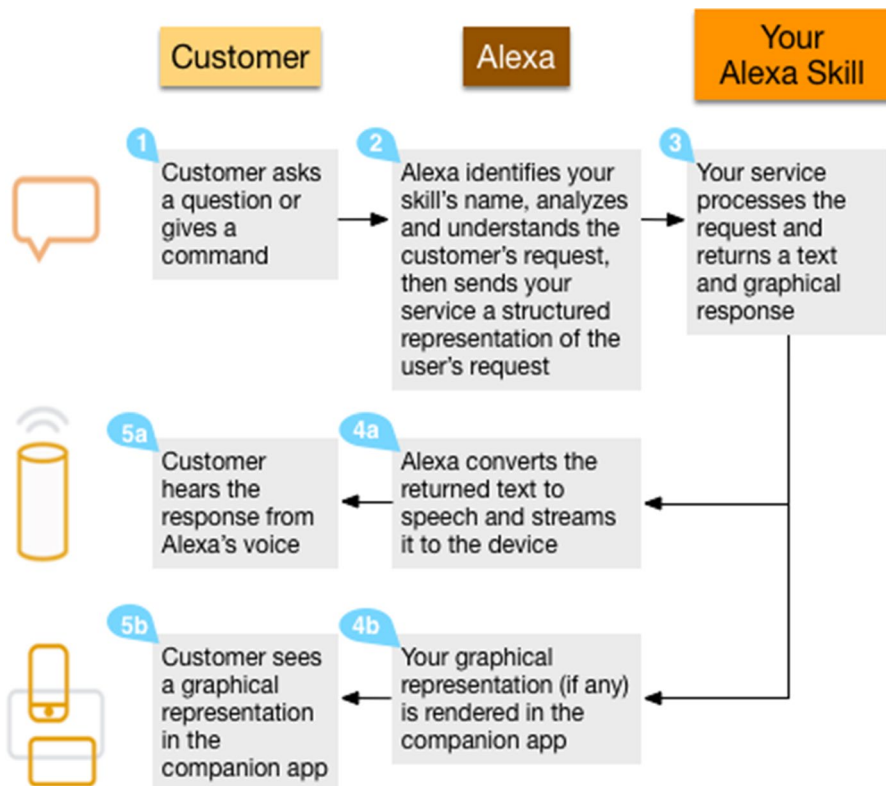 Customer
Alexa
Your
Alexa Skill
1
Customer asks
a question or
gives a
command
2
Alexa identifies your
skill's name, analyzes
and understands the
customer's request,
then sends your
service a structured
representation of the
user's request
3
Your service
processes the
request and
returns a text
and graphical
response
5a
Customer
hears the
response from
Alexa's voice
4a
Alexa converts the
returned text to
speech and streams
it to the device
5b
Customer sees
a graphical
representation
in the
companion app
4b
Your graphical
representation (if any)
is rendered in the
companion app